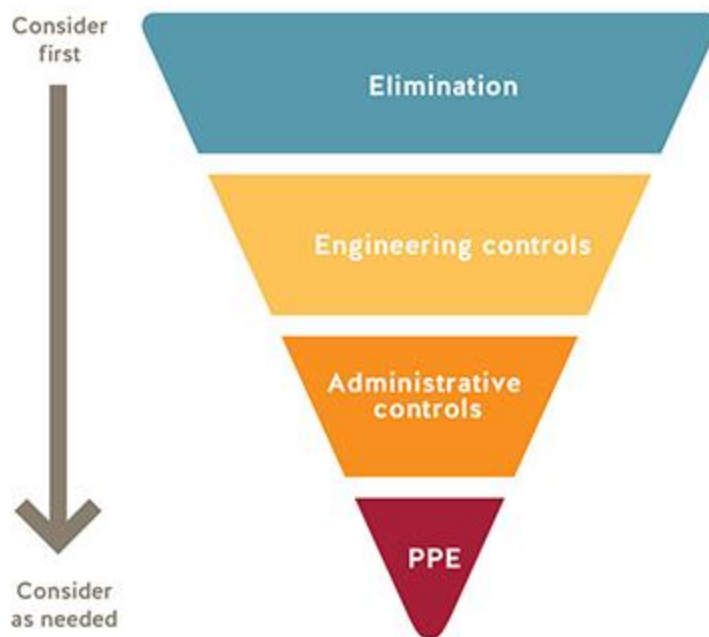 Consider
first
Elimination
Engineering controls
Administrative
controls
PPE
Consider
as needed